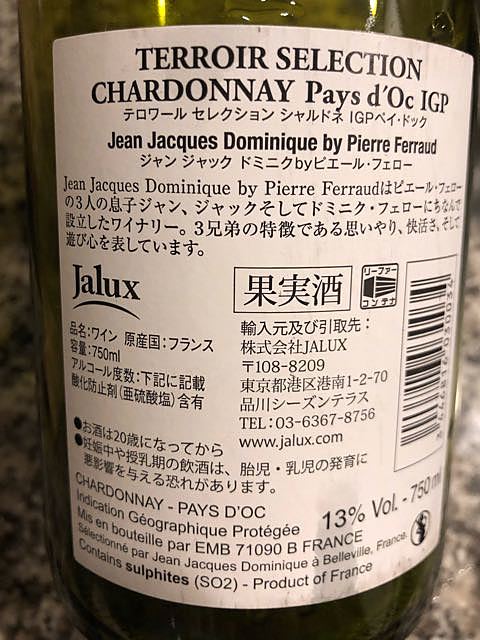 TERROIR SELECTION
CHARDONNAY Pays d'Oc IGP
テロワール セレクション シャルドネ IGPペイ・ドック
Jean Jacques Dominique by Pierre Ferraud
ジャン ジャック ドミニクbyピエール・フェロー
Jean Jacques Dominique by Pierre Ferraudはピエール・フェロー
の3人の息子ジャン、ジャックそしてドミニク・フェローにちなんで
設立したワイナリー。3兄弟の特徴である思いやり、快活さ、そして
遊び心を表しています。
Jalux
果実酒
リーファー
コンテナ
品名:ワイン 原産国:フランス
容量:750ml
アルコール度数:下記に記載
酸化防止剤(亜硫酸塩)含有
輸入元及び引取先:
株式会社JALUX
〒108-8209
東京都港区港南1-2-70
品川シーズンテラス
TEL:03-6367-8756
www.jalux.com
●お酒は20歳になってから
●妊娠中や授乳期の飲酒は、胎児・乳児の発育に
悪影響を与える恐れがあります。
CHARDONNAY - PAYS D'OC
Indication Géographique Protégée
13% Vol. - 750 ml
Mis en bouteille par EMB 71090 B FRANCE
Sélectionné par Jean Jacques Dominique à Belleville, France.
Contains sulphites (SO2) - Product of France